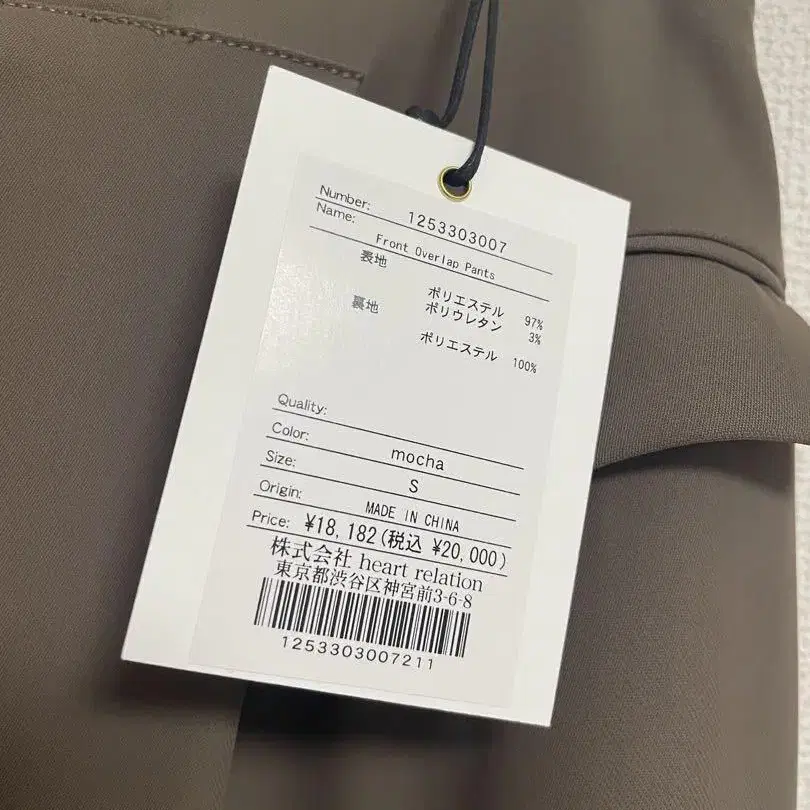 Number: 1253303007
Name: Front Overlap Pants
表地 ポリエステル 97%
ポリウレタン 3%
裏地
ポリエステル 100%
Quality:
Color: mocha
Size: S
Origin: MADE IN CHINA
Price: ¥18,182(税込 ¥20,000)
株式会社 heart relation
東京都渋谷区神宮前3-6-8
1253303007211